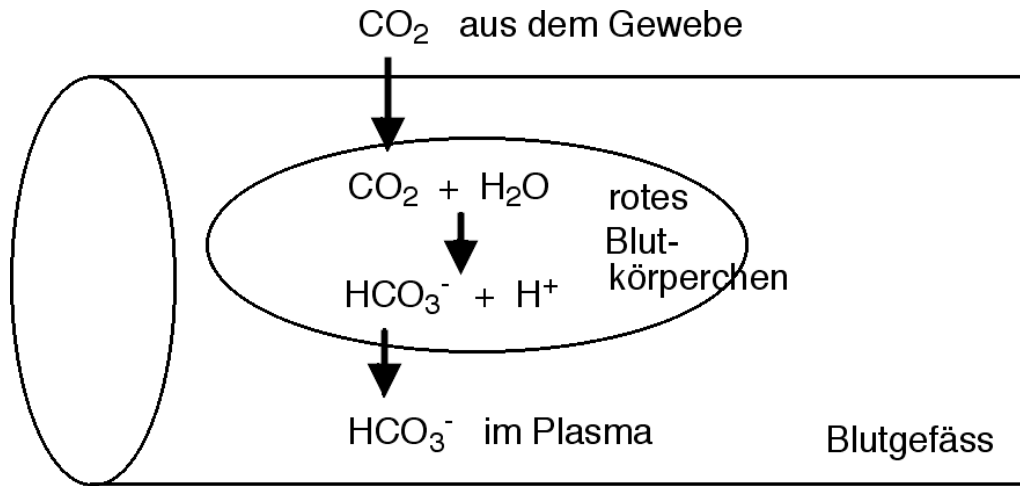 CO₂ aus dem Gewebe
CO₂ + H₂O
rotes
Blut-
körperchen
HCO₃⁻ + H⁺
HCO₃⁻ im Plasma
Blutgefäss